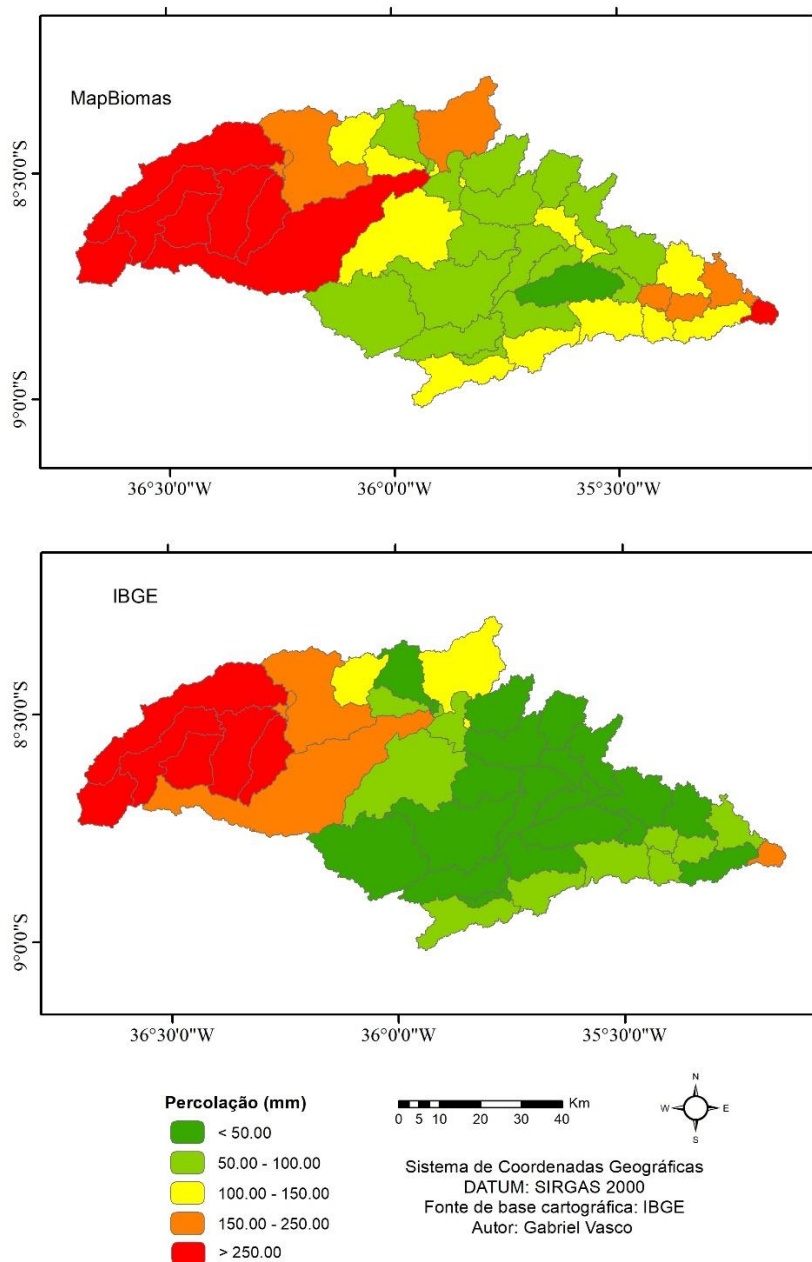 MapBiomas
8°30'0"S
9°0'0"S
36°30'0"W
36°0'0"W
35°30'0"W
IBGE
8°30'0"S
9°0'0"S
36°30'0"W
36°0'0"W
35°30'0"W
Percolação (mm)
< 50.00
50.00 - 100.00
100.00 - 150.00
150.00 - 250.00
> 250.00
Km
0 5 10 20 30 40
N
W E
S
Sistema de Coordenadas Geográficas
DATUM: SIRGAS 2000
Fonte de base cartográfica: IBGE
Autor: Gabriel Vasco